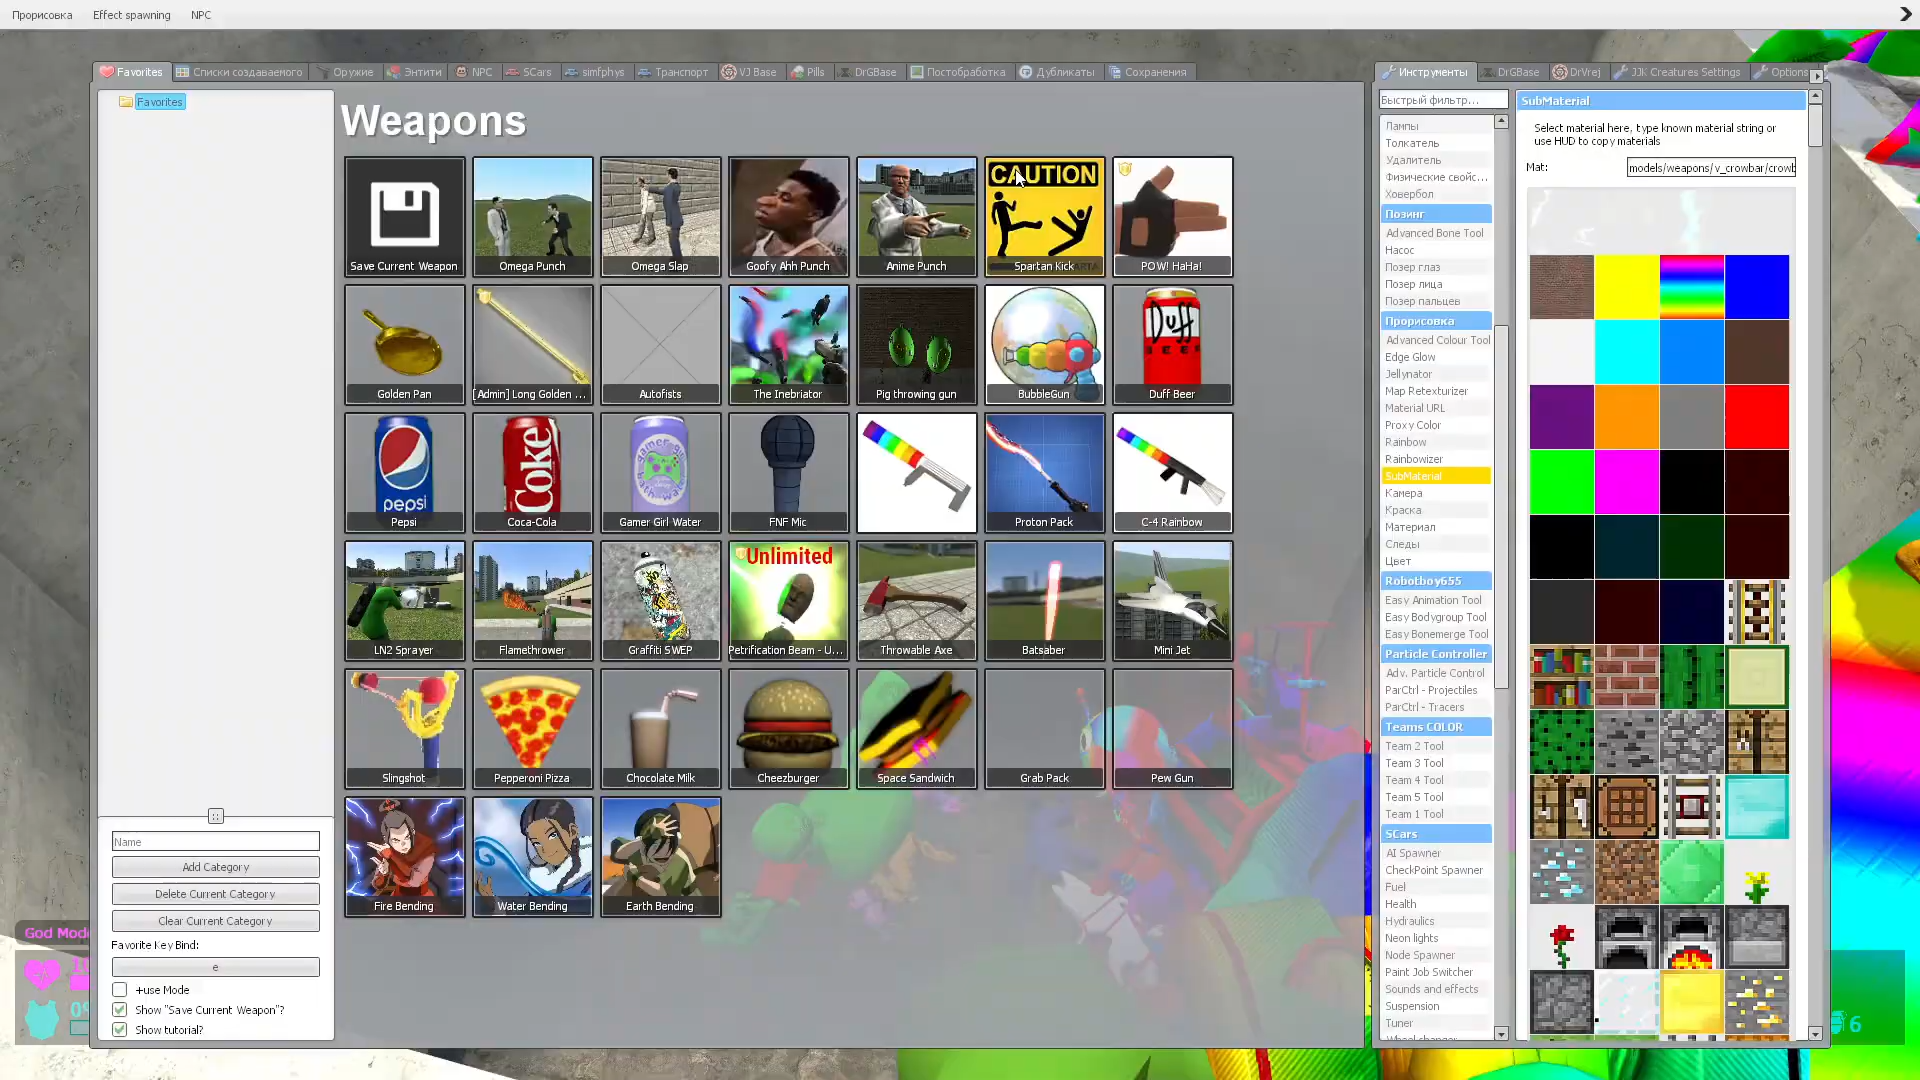 Прорисовка Effect spawning NPC
Favorites Списки создаваемого Оружие Энтити NPC SCars simfphys Транспорт VJ Base Pills DrGBase Постобработка Дубликаты Сохранения
Favorites
Weapons
CAUTION
Save Current Weapon Omega Punch Omega Slap Goofy Ahh Punch Anime Punch Spartan Kick POW! HaHa!
Duff
BEER
Golden Pan [Admin] Long Golden ... Autofists The Inebriator Pig throwing gun BubbleGun Duff Beer
pepsi Coke
Pepsi Coca-Cola Gamer Girl Water FNF Mic Proton Pack C-4 Rainbow
Unlimited
LN2 Sprayer Flamethrower Graffiti SWEP Petrification Beam - U... Throwable Axe Batsaber Mini Jet
Slingshot Pepperoni Pizza Chocolate Milk Cheezburger Space Sandwich Grab Pack Pew Gun
Fire Bending Water Bending Earth Bending
Name
Add Category
Delete Current Category
Clear Current Category
Favorite Key Bind:
e
+use Mode
Show "Save Current Weapon"?
Show tutorial?
God Mod
Инструменты DrGBase DrVrej JJK Creatures Settings Options
Быстрый фильтр...
Лампы
Толкатель
Удалитель
Физические свойс...
Ховербол
Позинг
Advanced Bone Tool
Насос
Позер глаз
Позер лица
Позер пальцев
Прорисовка
Advanced Colour Tool
Edge Glow
Jellynator
Map Retexturizer
Material URL
Proxy Color
Rainbow
Rainbowizer
SubMaterial
Камера
Краска
Материал
Следы
Цвет
Robotboy655
Easy Animation Tool
Easy Bodygroup Tool
Easy Bonemerge Tool
Particle Controller
Adv. Particle Control
ParCtrl - Projectiles
ParCtrl - Tracers
Teams COLOR
Team 2 Tool
Team 3 Tool
Team 4 Tool
Team 5 Tool
Team 1 Tool
SCars
AI Spawner
CheckPoint Spawner
Fuel
Health
Hydraulics
Neon lights
Node Spawner
Paint Job Switcher
Sounds and effects
Suspension
Tuner
Wheel changer
SubMaterial
Select material here, type known material string or
use HUD to copy materials
Mat: models/weapons/v_crowbar/crowb
6